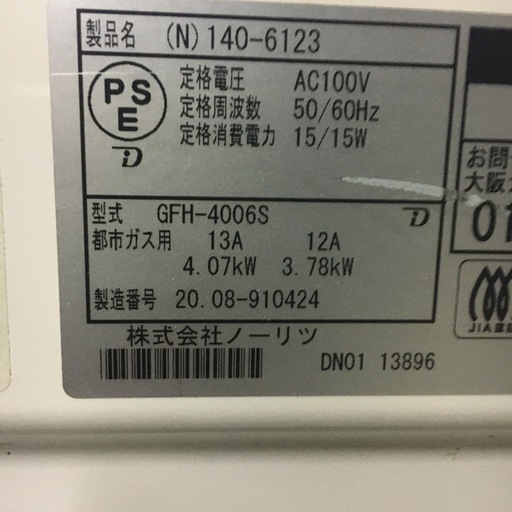 製品名 (N)140-6123
PSE
定格電圧 AC100V
定格周波数 50/60Hz
定格消費電力 15/15W
型式 GFH-4006S
都市ガス用 13A 12A
4.07kW 3.78kW
製造番号 20.08-910424
株式会社ノーリツ
DN01 13896
お問
大阪
01
JIA